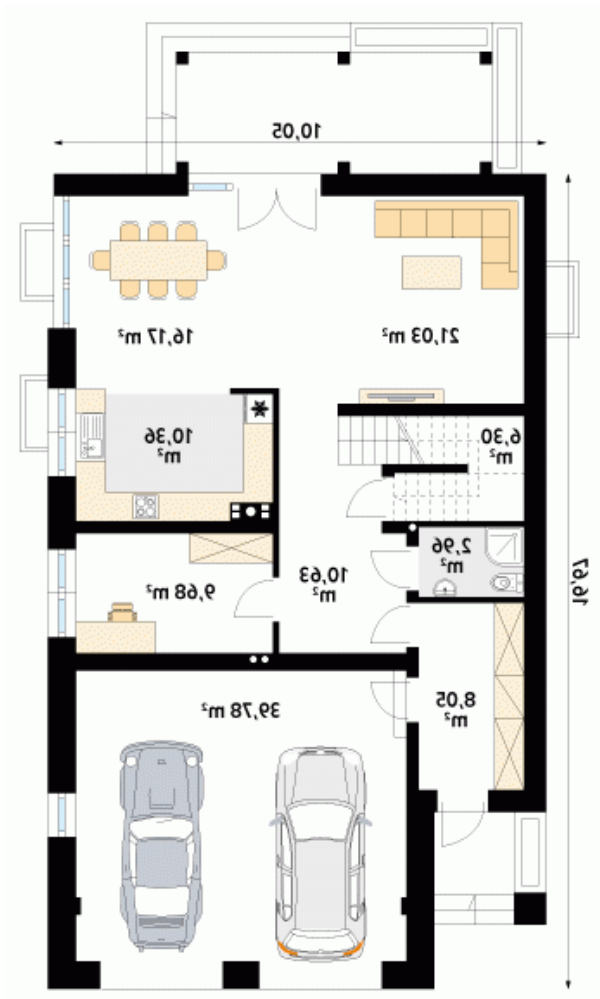 10,05
16,17 m²
21,03 m²
10,36
m²
6,30
m²
2,96
m²
9,68 m²
10,63
m²
16,67
39,78 m²
8,05
m²